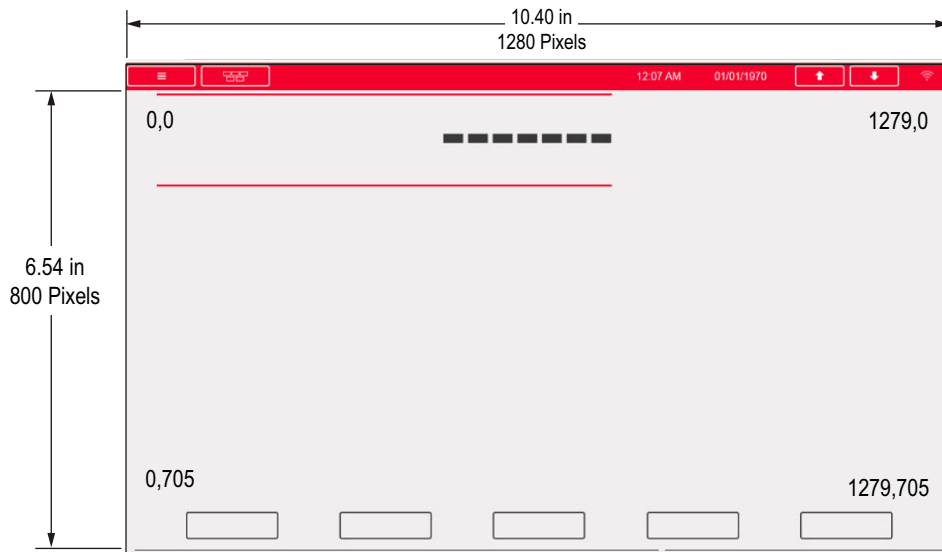 10.40 in
1280 Pixels
12:07 AM 01/01/1970
0,0
1279,0
6.54 in
800 Pixels
0,705
1279,705